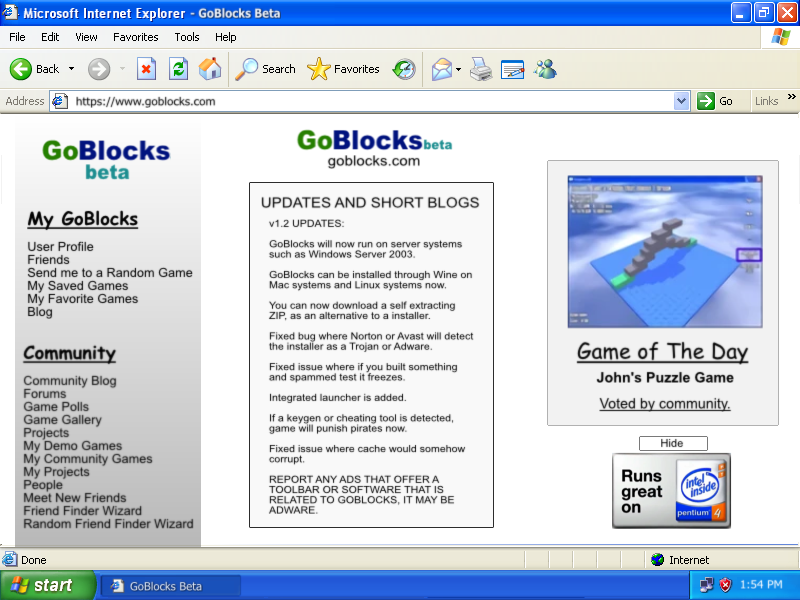 Microsoft Internet Explorer - GoBlocks Beta
File Edit View Favorites Tools Help
Back Search Favorites
Address https://www.goblocks.com Go Links »
GoBlocks
beta
My GoBlocks
User Profile
Friends
Send me to a Random Game
My Saved Games
My Favorite Games
Blog
Community
Community Blog
Forums
Game Polls
Game Gallery
Projects
My Demo Games
My Community Games
My Projects
People
Meet New Friends
Friend Finder Wizard
Random Friend Finder Wizard
GoBlocks beta
goblocks.com
UPDATES AND SHORT BLOGS
v1.2 UPDATES:
GoBlocks will now run on server systems
such as Windows Server 2003.
GoBlocks can be installed through Wine on
Mac systems and Linux systems now.
You can now download a self extracting
ZIP, as an alternative to a installer.
Fixed bug where Norton or Avast will detect
the installer as a Trojan or Adware.
Fixed issue where if you built something
and spammed test it freezes.
Integrated launcher is added.
If a keygen or cheating tool is detected,
game will punish pirates now.
Fixed issue where cache would somehow
corrupt.
REPORT ANY ADS THAT OFFER A
TOOLBAR OR SOFTWARE THAT IS
RELATED TO GOBLOCKS, IT MAY BE
ADWARE.
Game of The Day
John's Puzzle Game
Voted by community.
Hide
Runs
great
on
intel
inside
pentium 4
Done Internet
start GoBlocks Beta 1:54 PM